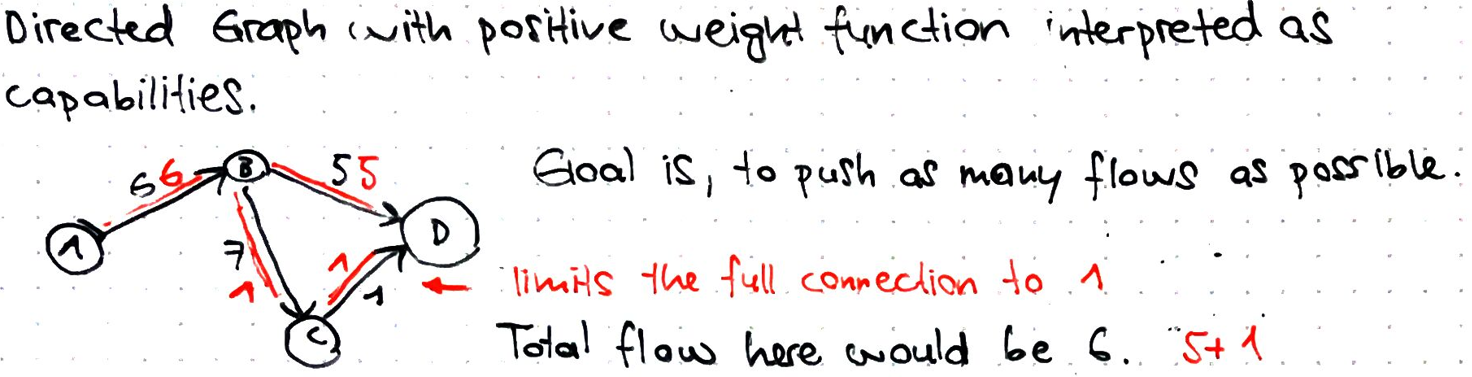 Directed Graph with positive weight function interpreted as
capabilities.
6 6 B 5 5
Goal is, to push as many flows as possible.
A
D
7 1
1 1
C
← limits the full connection to 1
Total flow here would be 6. 5+1